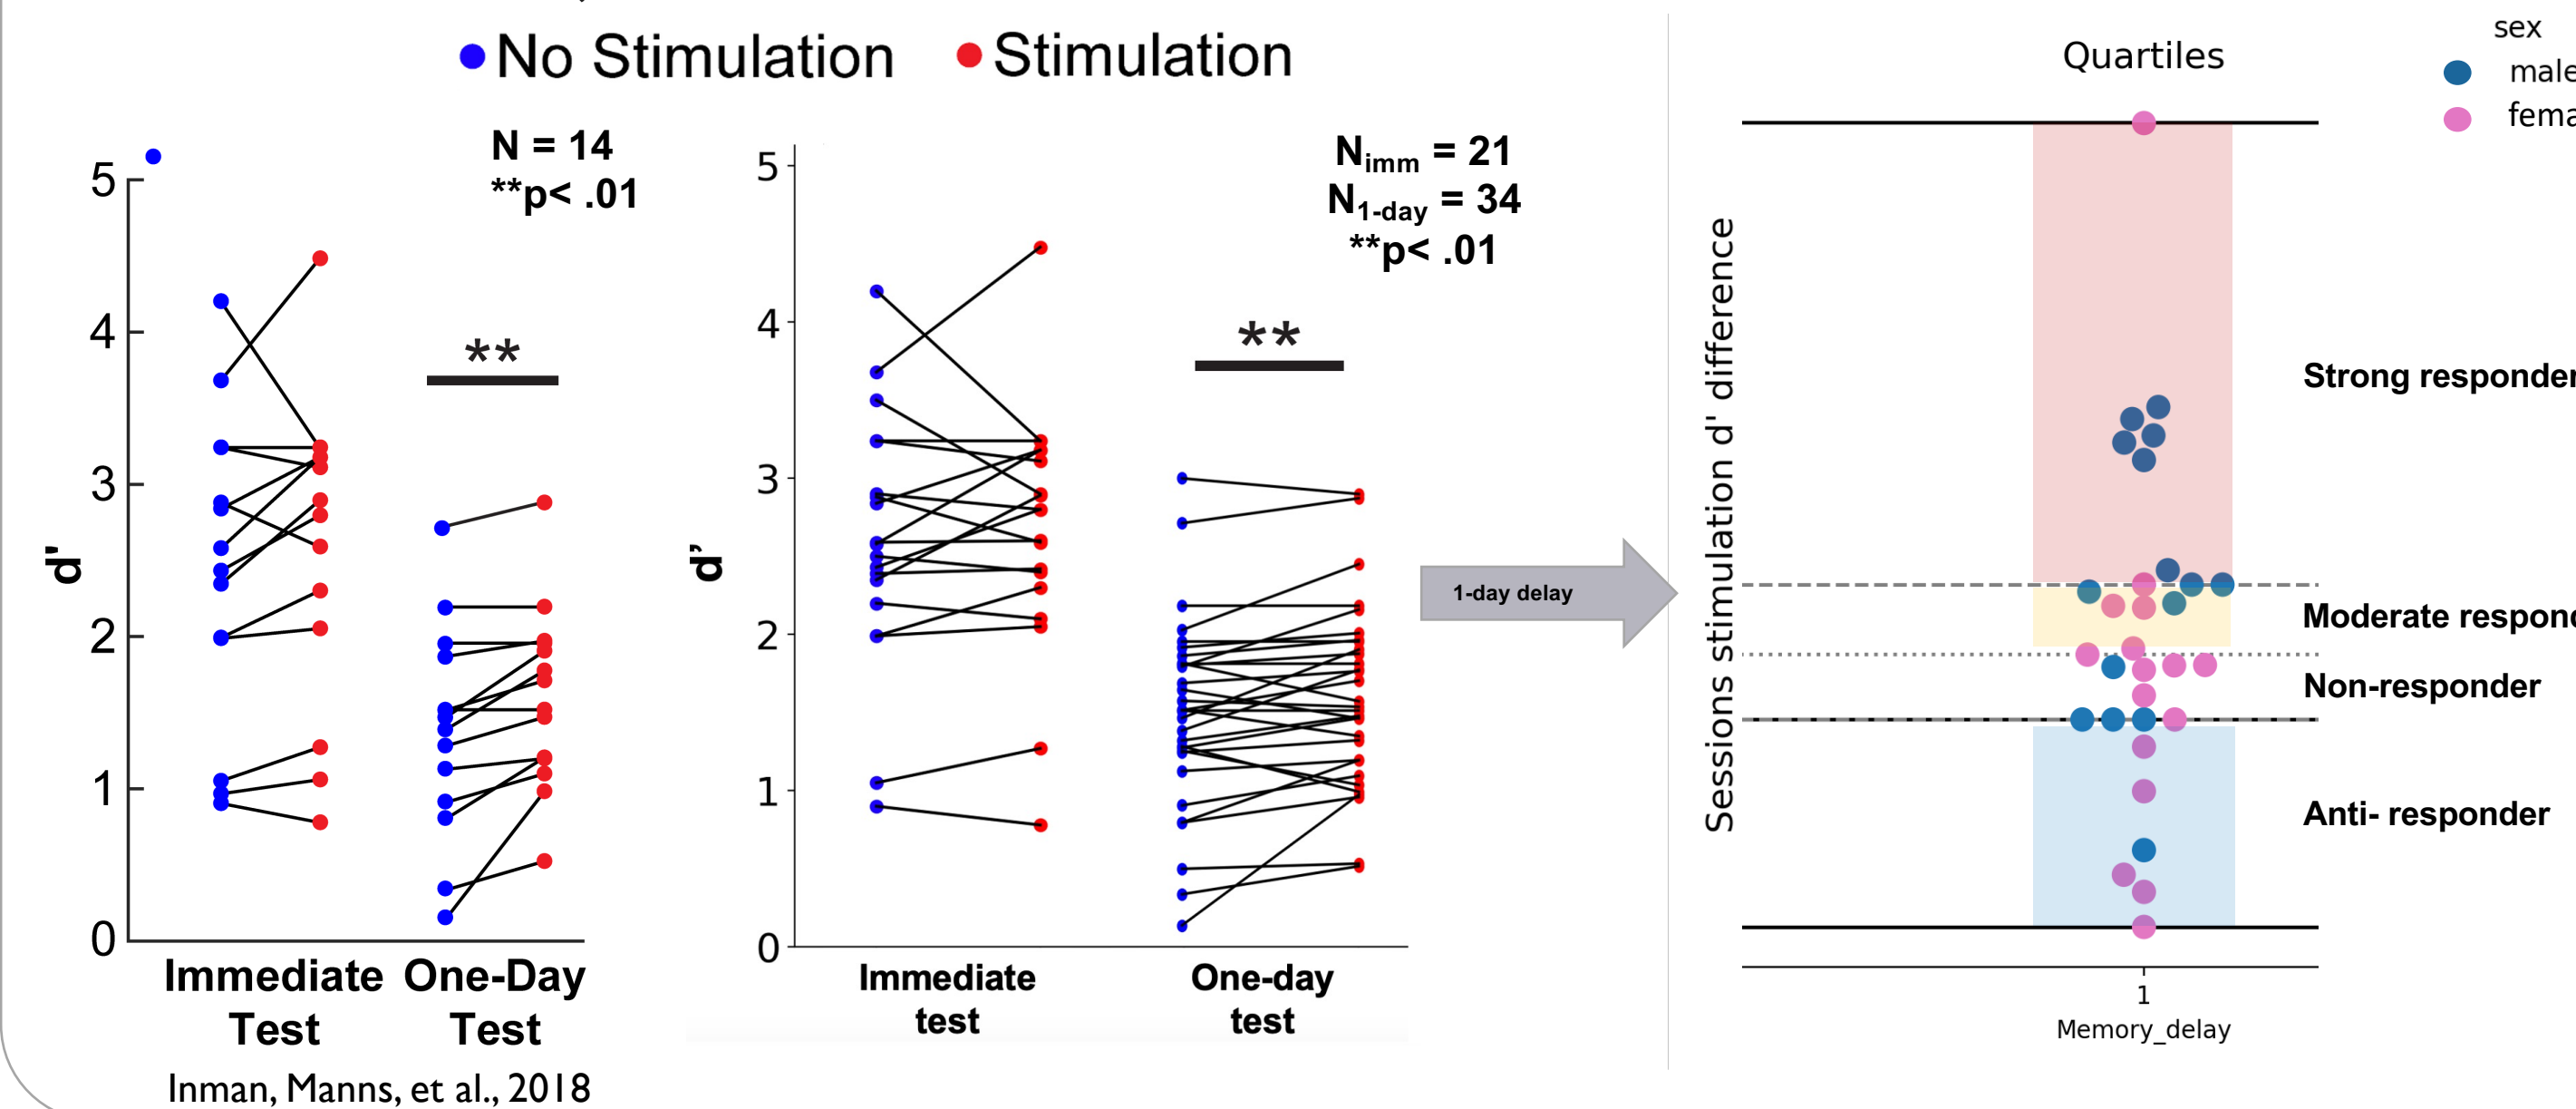 No Stimulation
Stimulation
N = 14
**p< .01
5
4
3
2
1
0
d'
**
Immediate Test
One-Day Test
Inman, Manns, et al., 2018
Nimm = 21
N1-day = 34
**p< .01
5
4
3
2
1
0
d’
**
Immediate test
One-day test
1-day delay
Quartiles
sex
male
fema
Sessions stimulation d' difference
Strong responder
Moderate respond
Non-responder
Anti- responder
1
Memory_delay